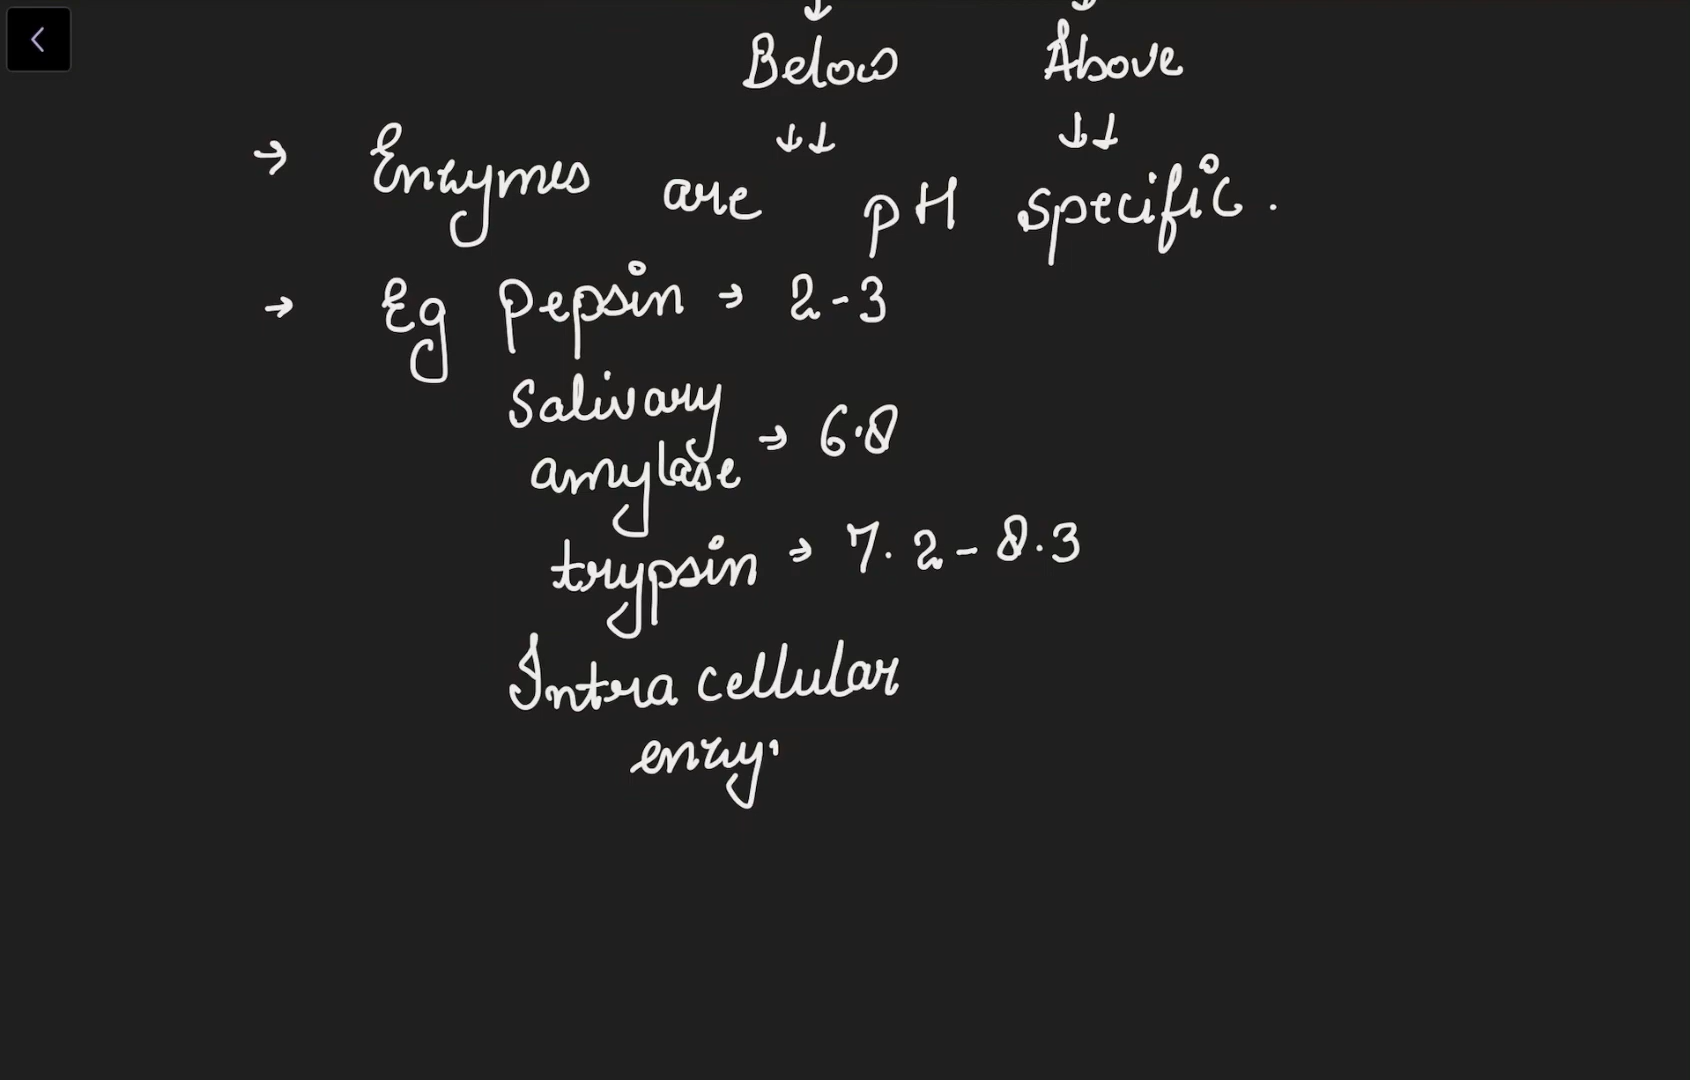 ↓ ↓
Below Above
↓↓ ↓↓
→ Enzymes are pH specific.
→ Eg Pepsin → 2-3
Salivary
amylase → 6.8
trypsin → 7.2-8.3
Intra cellular
enzy